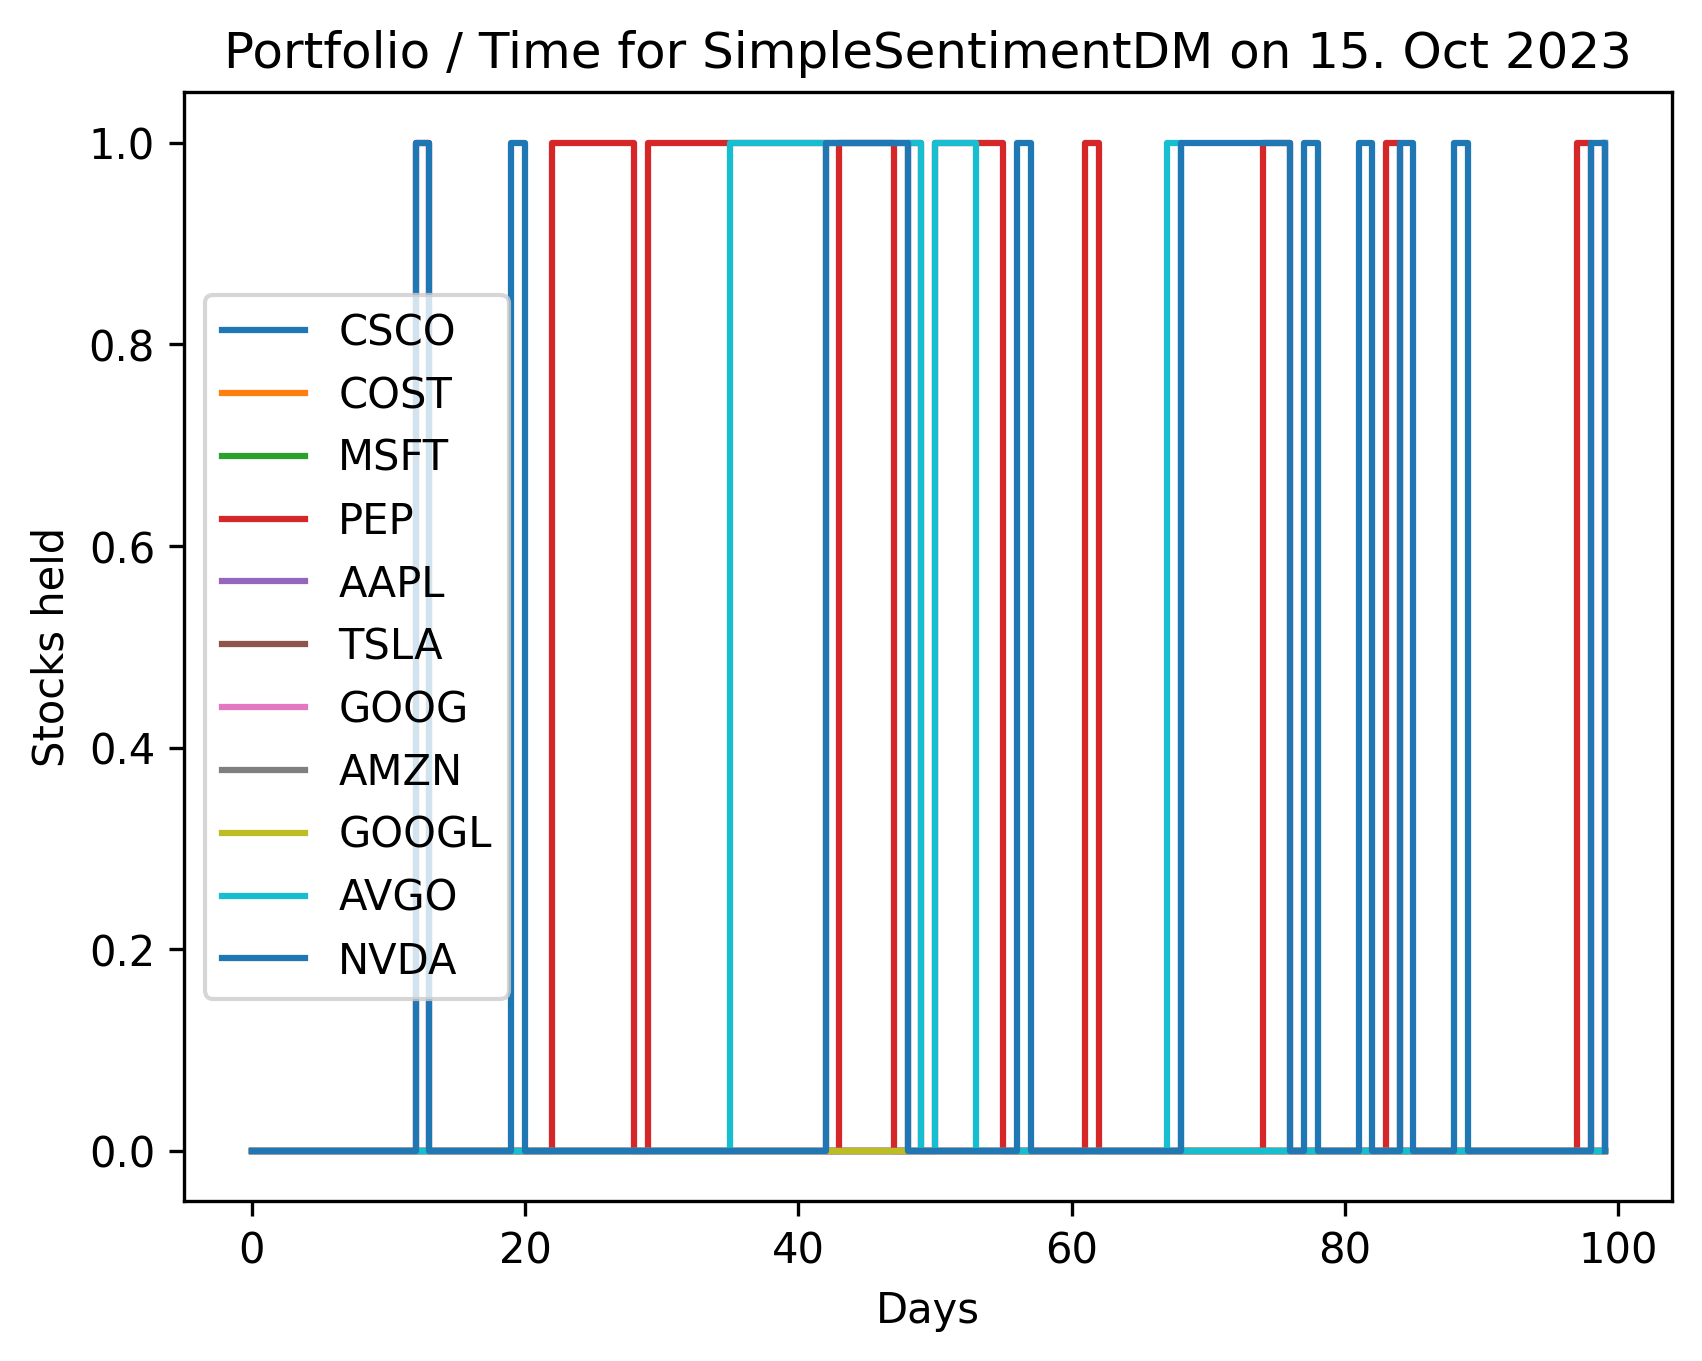 Portfolio / Time for SimpleSentimentDM on 15. Oct 2023
1.0
0.8
0.6
0.4
0.2
0.0
Stocks held
CSCO
COST
MSFT
PEP
AAPL
TSLA
GOOG
AMZN
GOOGL
AVGO
NVDA
0 20 40 60 80 100
Days